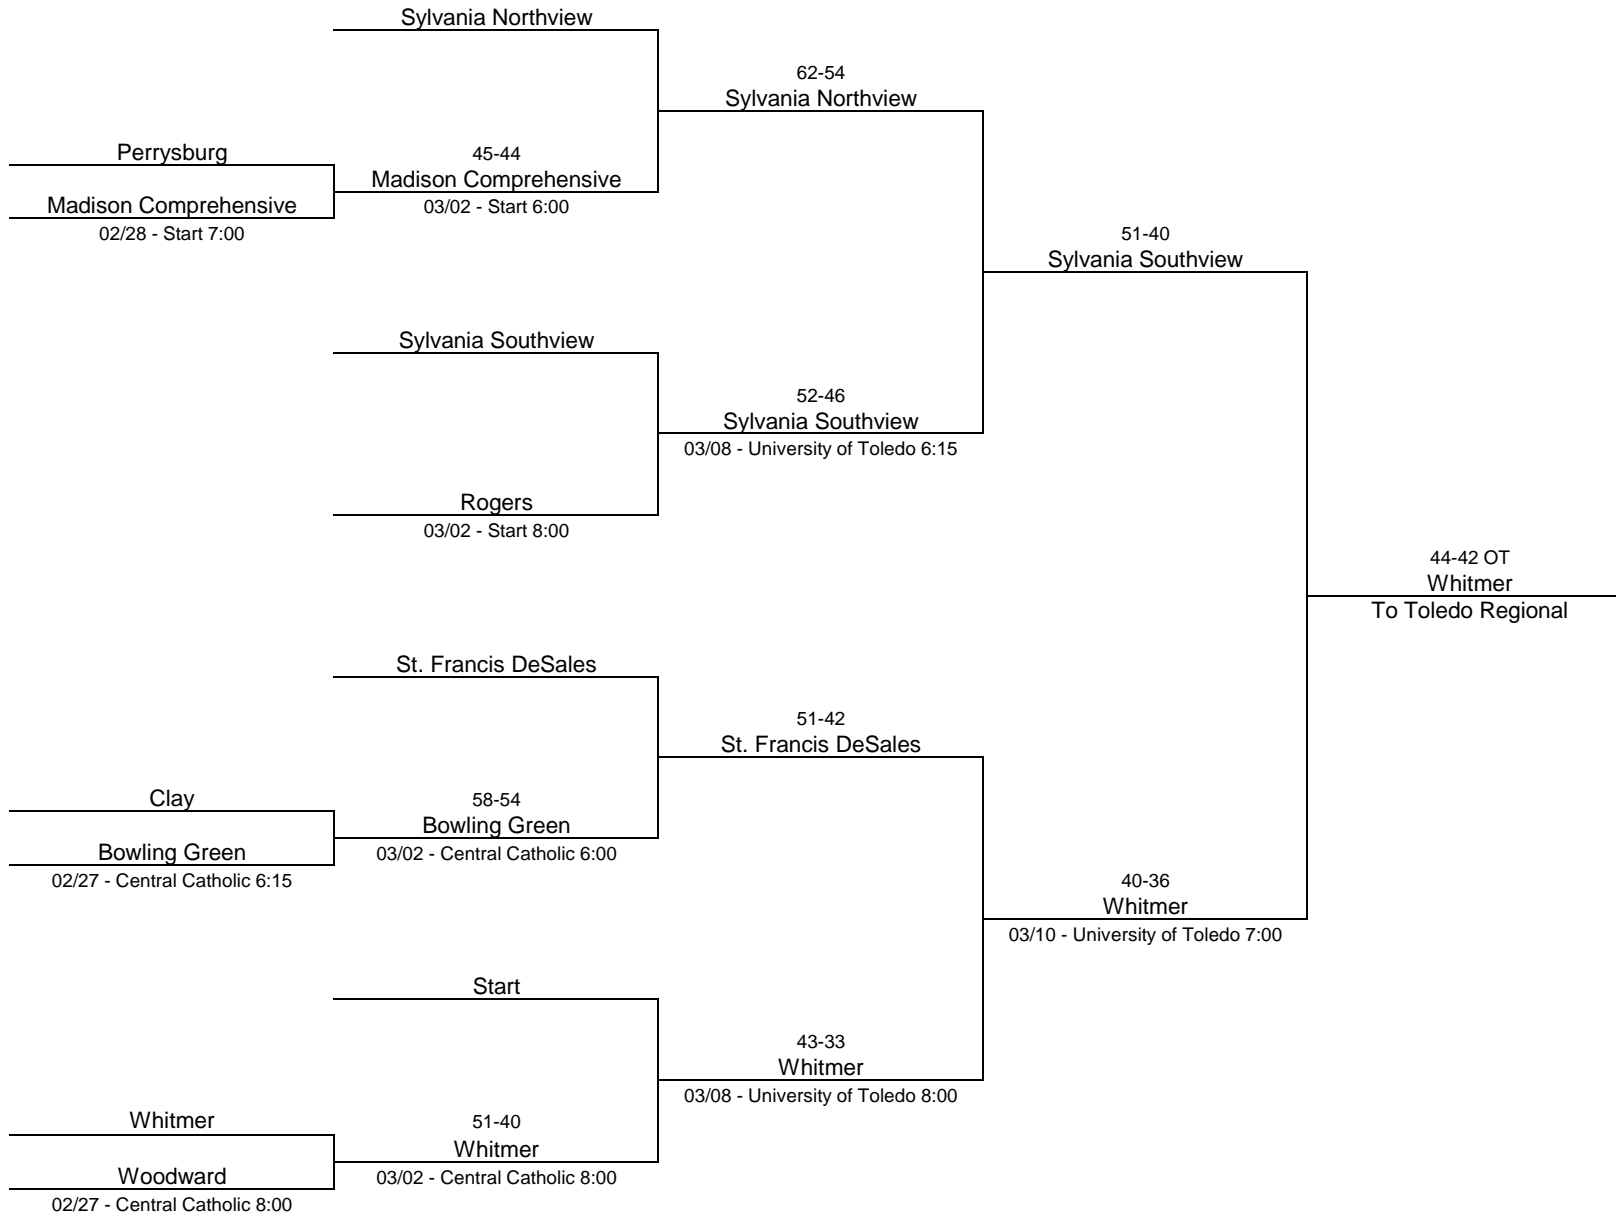 Sylvania Northview
62-54
Sylvania Northview
Perrysburg
45-44
Madison Comprehensive
Madison Comprehensive
03/02 - Start 6:00
02/28 - Start 7:00
51-40
Sylvania Southview
Sylvania Southview
52-46
Sylvania Southview
03/08 - University of Toledo 6:15
Rogers
03/02 - Start 8:00
44-42 OT
Whitmer
To Toledo Regional
St. Francis DeSales
51-42
St. Francis DeSales
Clay
58-54
Bowling Green
Bowling Green
03/02 - Central Catholic 6:00
02/27 - Central Catholic 6:15
40-36
Whitmer
03/10 - University of Toledo 7:00
Start
43-33
Whitmer
03/08 - University of Toledo 8:00
Whitmer
51-40
Whitmer
Woodward
03/02 - Central Catholic 8:00
02/27 - Central Catholic 8:00